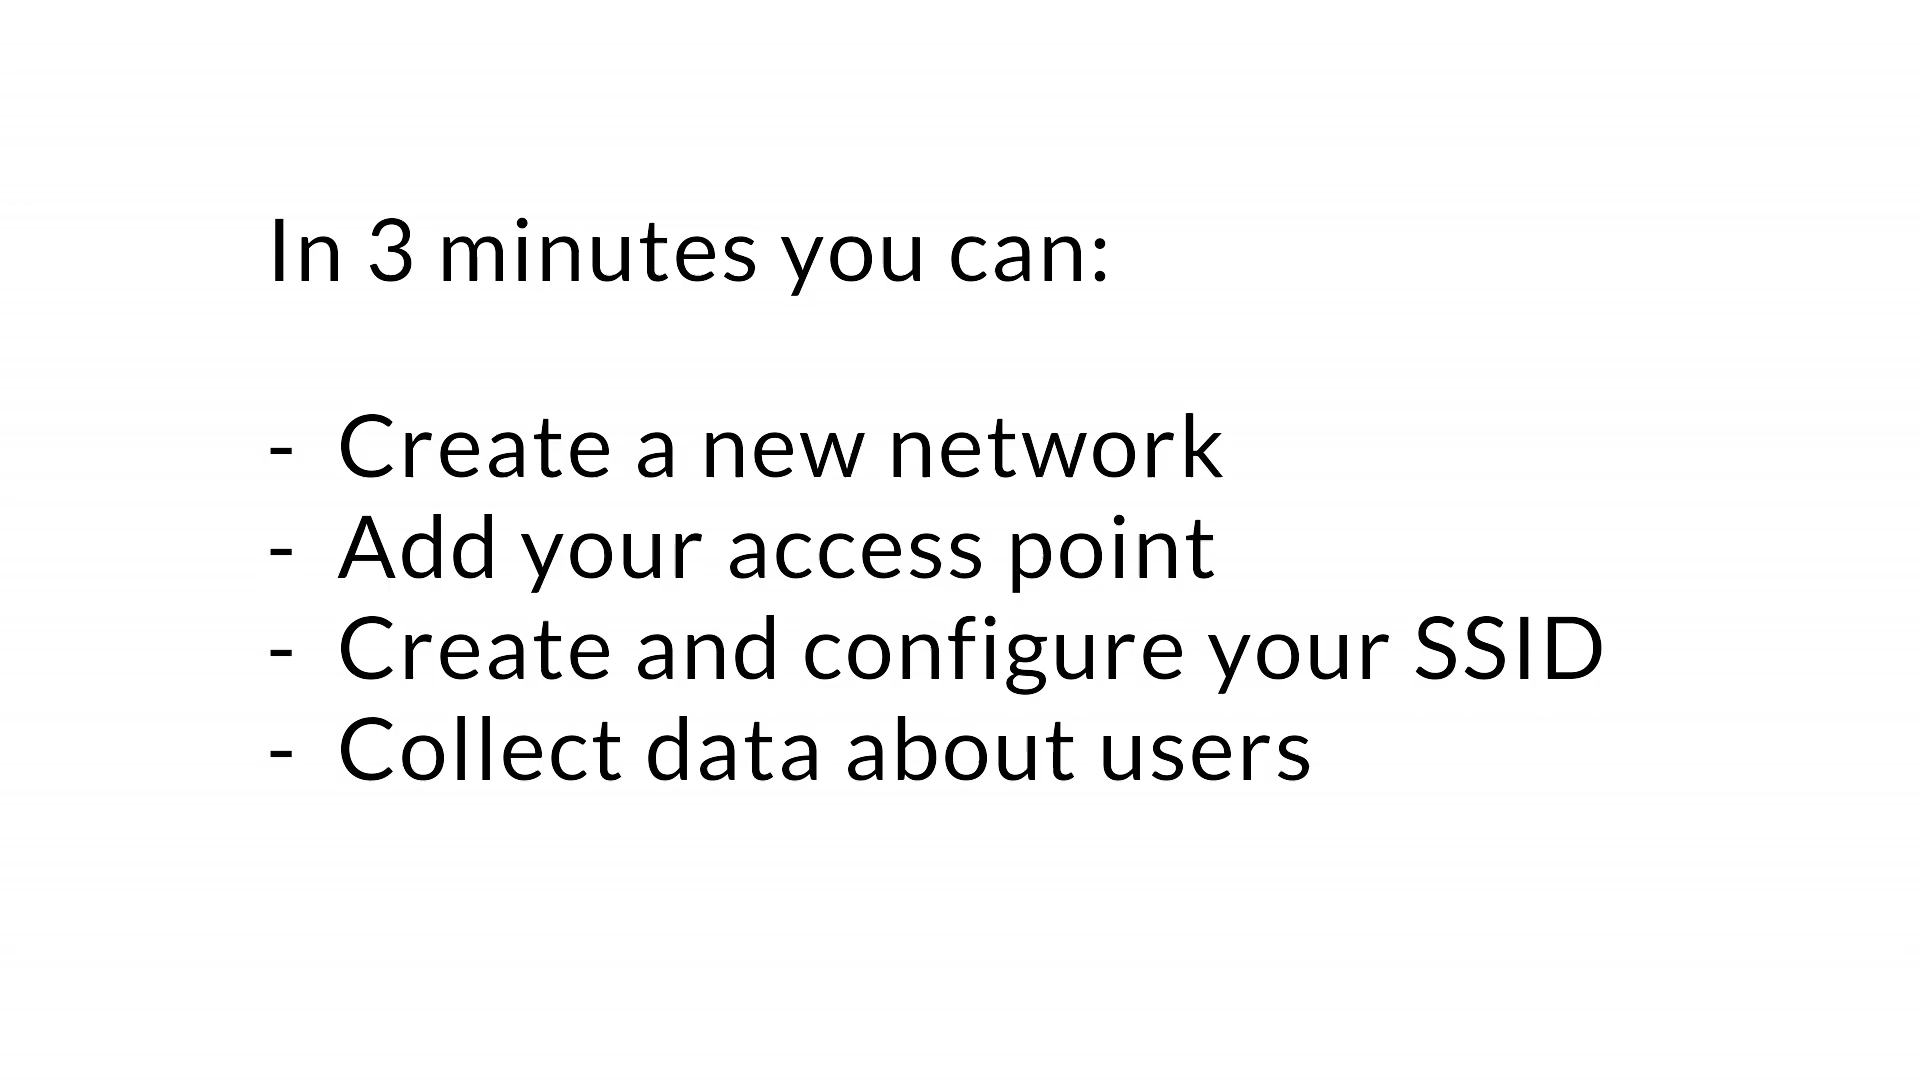 In 3 minutes you can:
- Create a new network
- Add your access point
- Create and configure your SSID
- Collect data about users